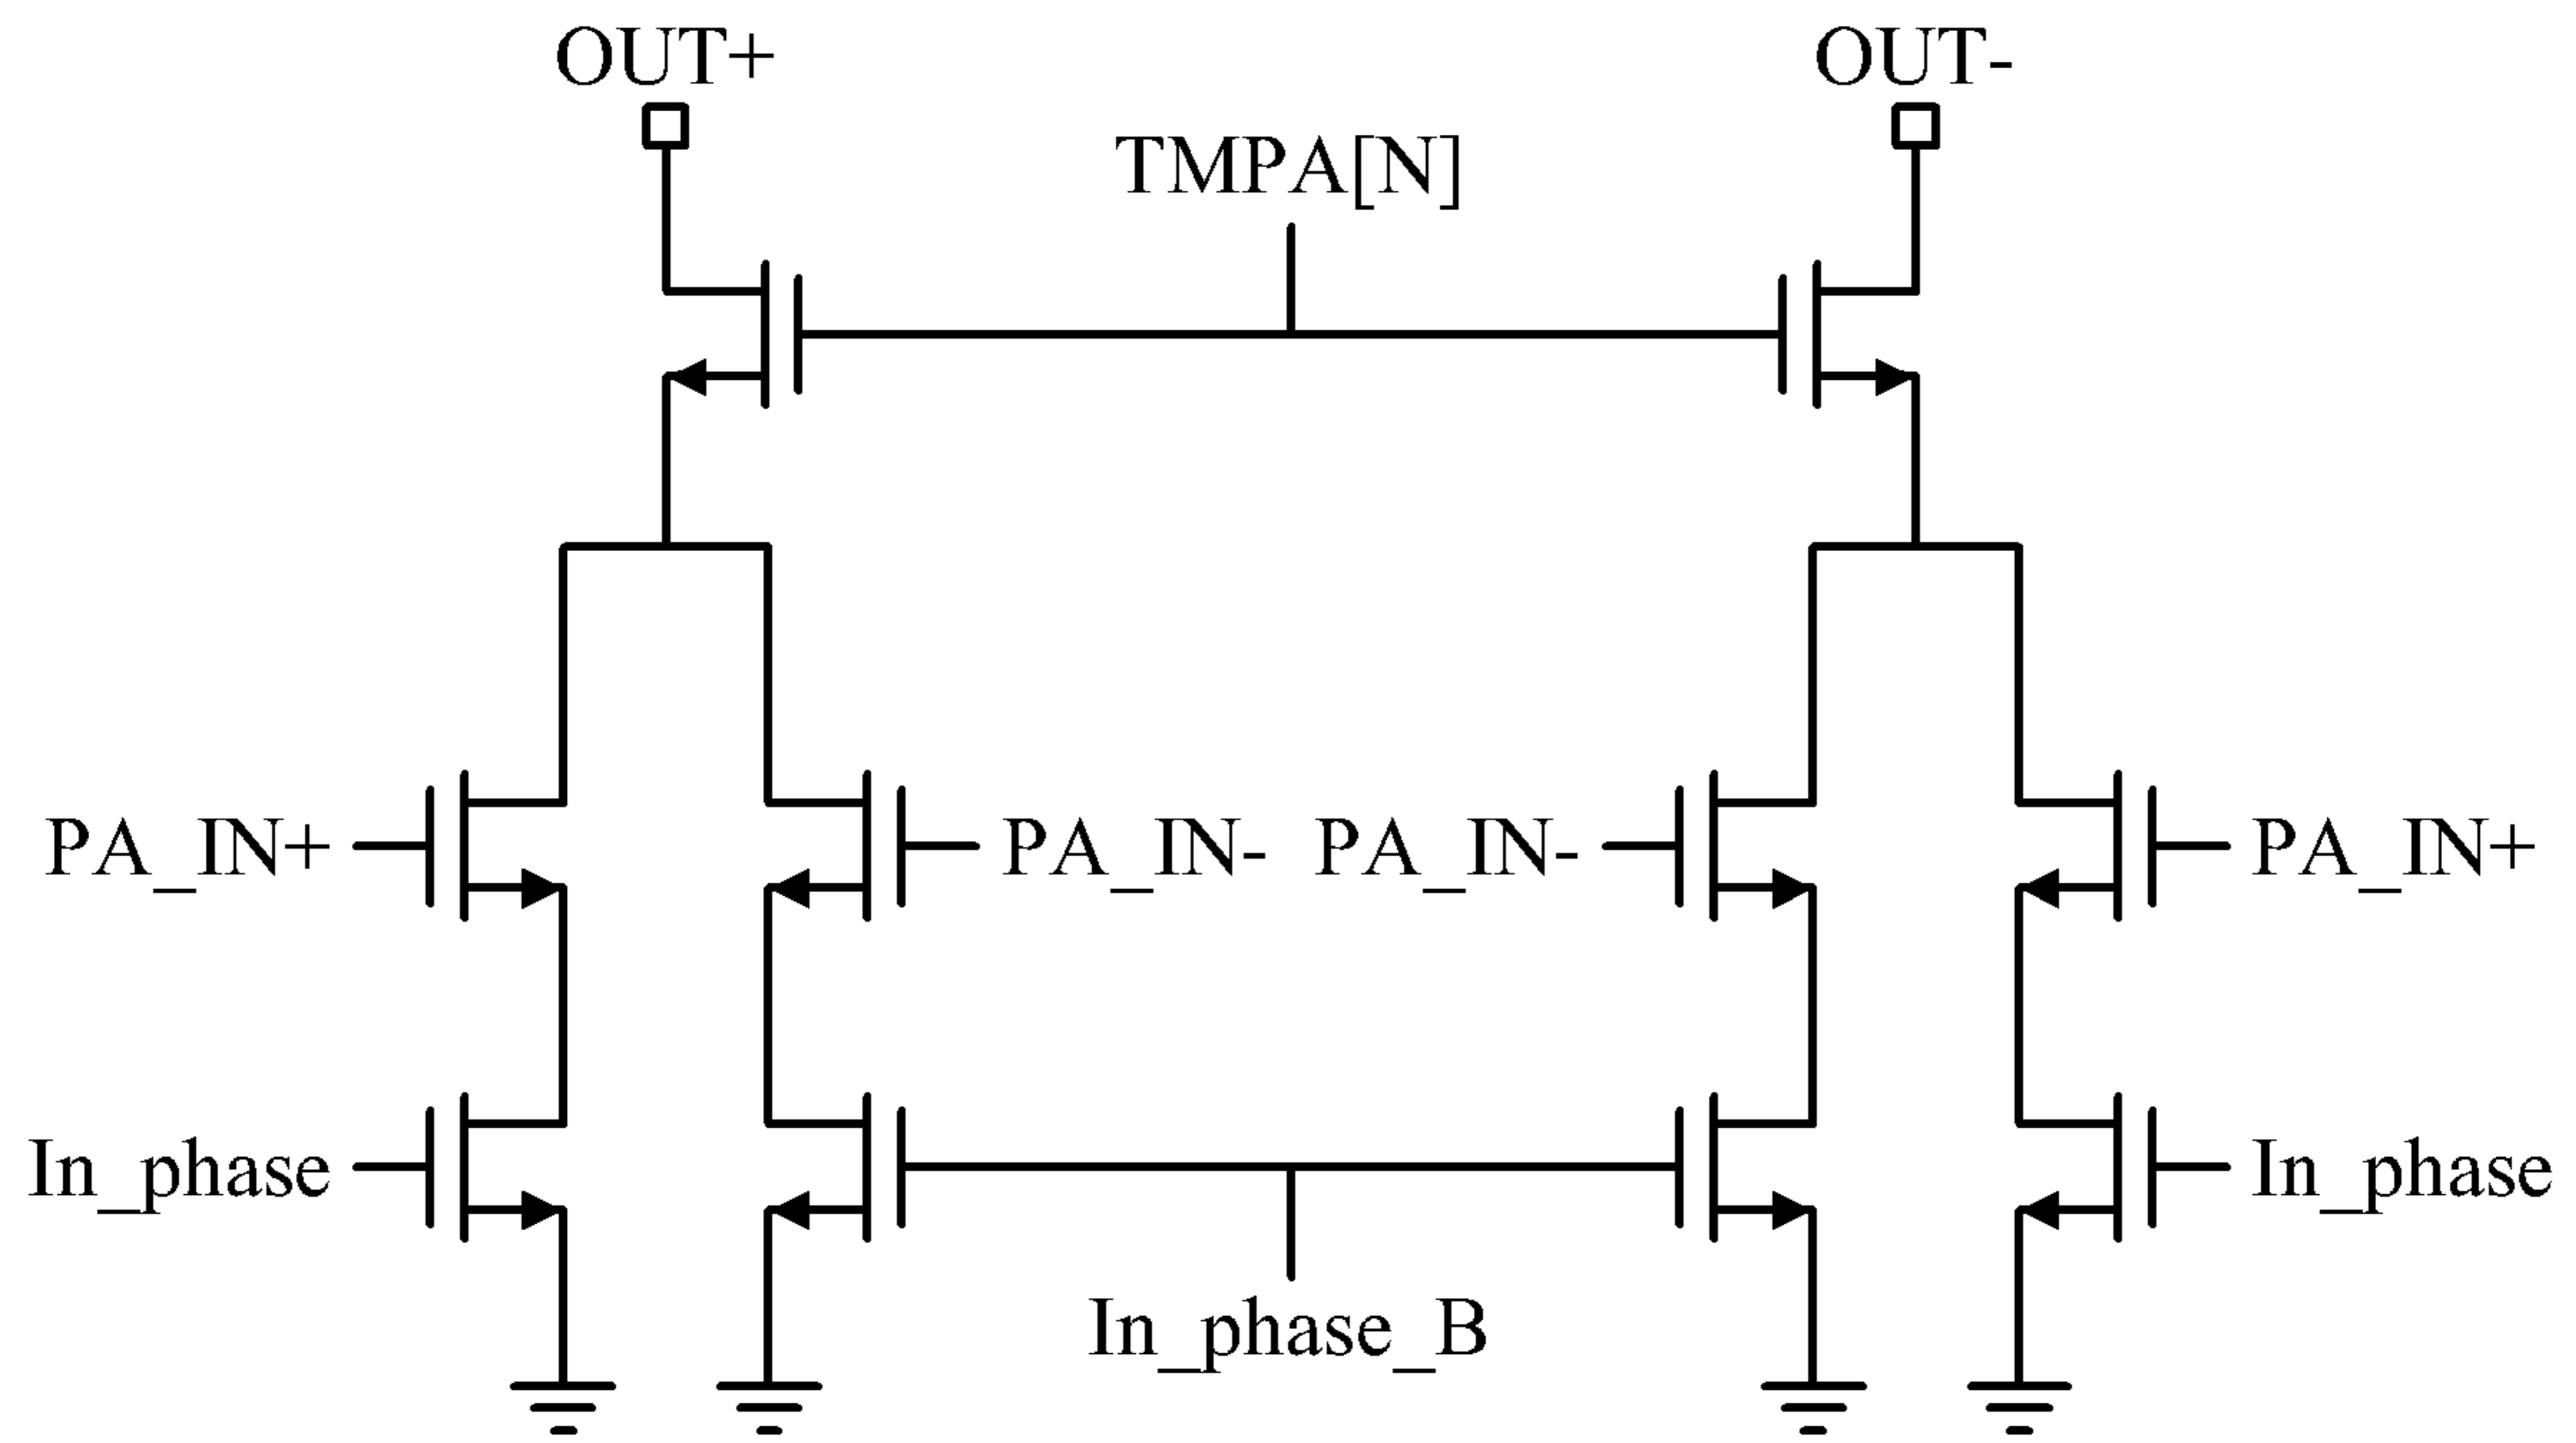 OUT+
OUT-
TMPA[N]
PA_IN+
PA_IN-
PA_IN-
PA_IN+
In_phase
In_phase
In_phase_B